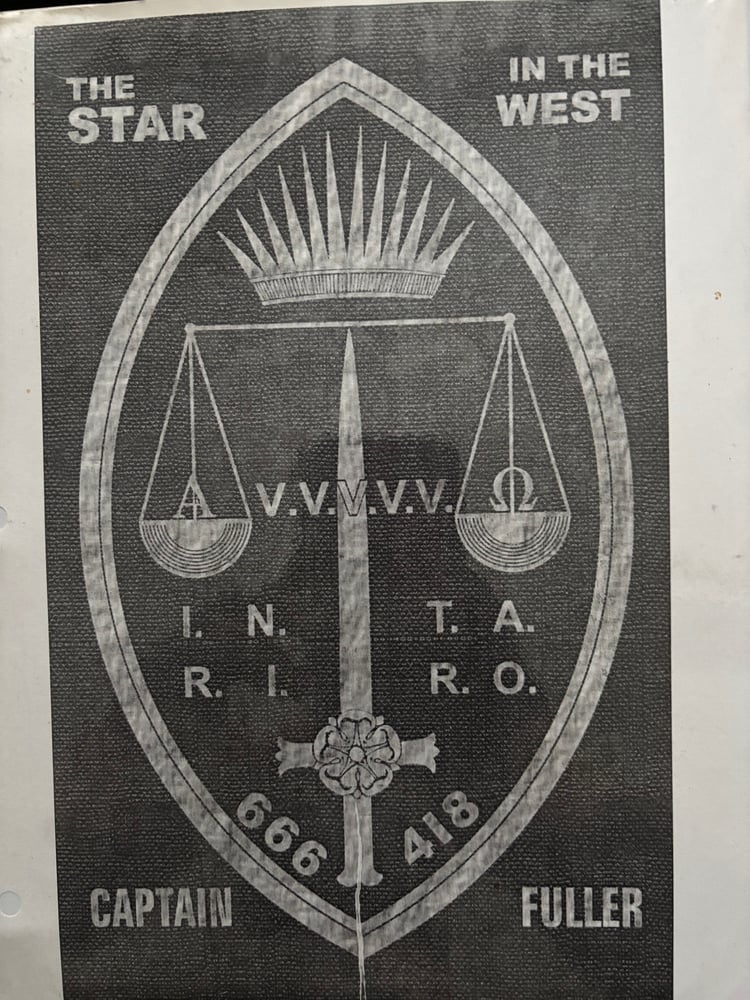 THE
STAR
IN THE
WEST
A V.V.V.V.V. Ω
I. N. T. A.
R. I. R. O.
666 418
CAPTAIN FULLER